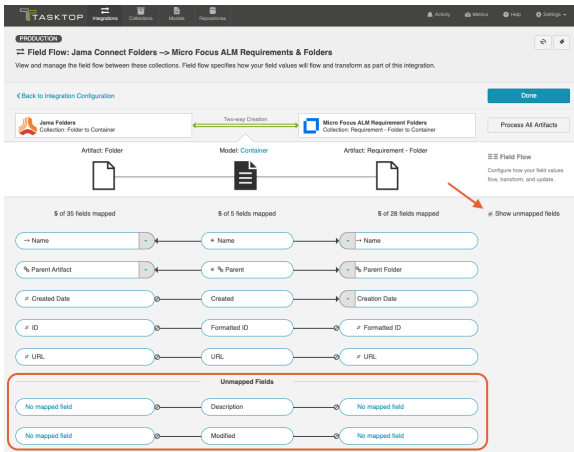 TASKTOP
Integrations
Collections
Models
Repositories
Activity
Metrics
Help
Settings
PRODUCTION
Field Flow: Jama Connect Folders --> Micro Focus ALM Requirements & Folders
View and manage the field flow between these collections. Field flow specifies how your field values will flow and transform as part of this integration.
Back to Integration Configuration
Done
Jama Folders
Collection: Folder to Container
Two-way Creation
Micro Focus ALM Requirement Folders
Collection: Requirement - Folder to Container
Process All Artifacts
Artifact: Folder
Model: Container
Artifact: Requirement - Folder
Field Flow
Configure how your field values
flow, transform, and update.
5 of 35 fields mapped
5 of 5 fields mapped
5 of 28 fields mapped
Show unmapped fields
Name
Name
Name
Parent Artifact
Parent
Parent Folder
Created Date
Created
Creation Date
ID
Formatted ID
Formatted ID
URL
URL
URL
Unmapped Fields
No mapped field
Description
No mapped field
No mapped field
Modified
No mapped field